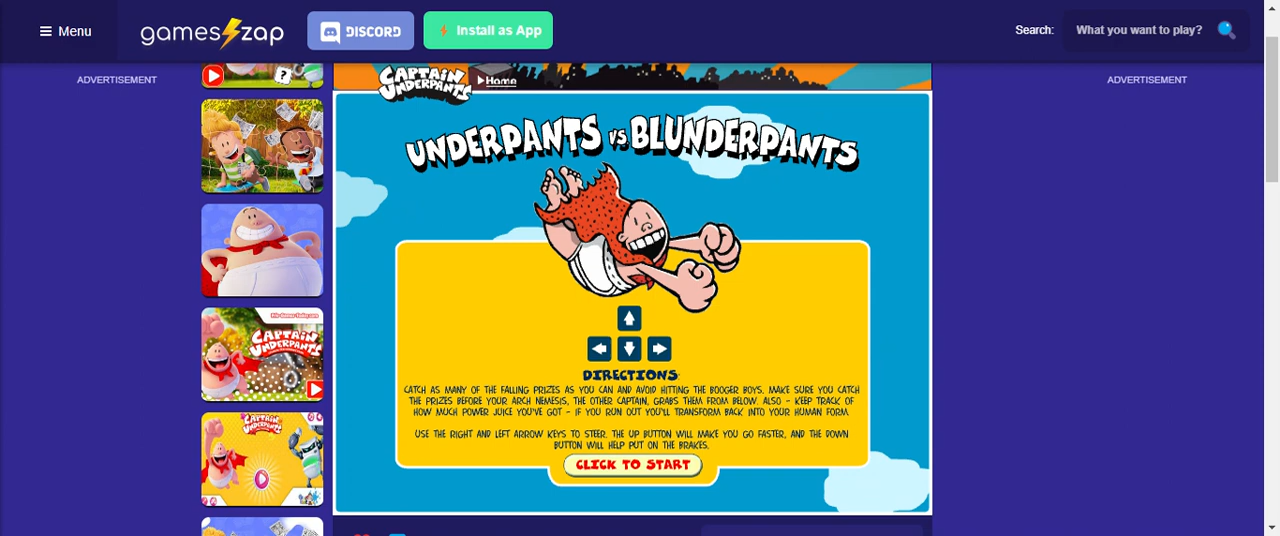 Menu
games zap
DISCORD
Install as App
Search:
What you want to play?
ADVERTISEMENT
ADVERTISEMENT
?
CAPTAIN
UNDERPANTS
Home
UNDERPANTS VS BLUNDERPANTS
CAPTAIN
UNDERPANTS
CAPTAIN
UNDERPANTS
DIRECTIONS
CATCH AS MANY OF THE FALLING PRIZES AS YOU CAN AND AVOID HITTING THE BOOGER BOYS. MAKE SURE YOU CATCH
THE PRIZES BEFORE YOUR ARCH NEMESIS, THE OTHER CAPTAIN, GRABS THEM FROM BELOW. ALSO - KEEP TRACK OF
HOW MUCH POWER JUICE YOU'VE GOT - IF YOU RUN OUT YOU'LL TRANSFORM BACK INTO YOUR HUMAN FORM
USE THE RIGHT AND LEFT ARROW KEYS TO STEER. THE UP BUTTON WILL MAKE YOU GO FASTER, AND THE DOWN
BUTTON WILL HELP PUT ON THE BRAKES.
CLICK TO START